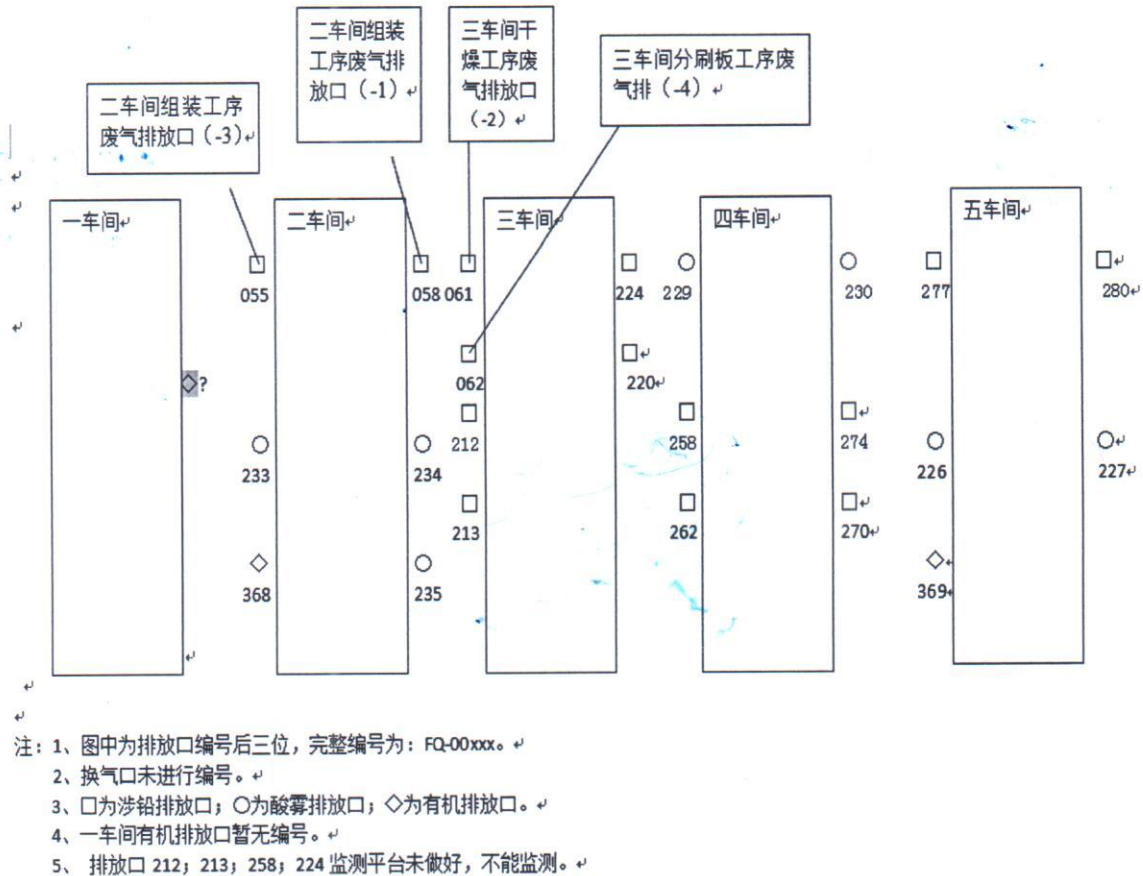 二车间组装工序
废气排放口（-3）
二车间组装
工序废气排
放口（-1）
三车间干
燥工序废
气排放口
（-2）
三车间分刷板工序废
气排（-4）
一车间
二车间
三车间
四车间
五车间
□ □ □ □ ○ ○ □ □
055 058 061 224 229 230 277 280
□ □
062 220
◇?
□ □ □
212 258 274
○ ○ ○ ○
233 234 226 227
□ □ □
213 262 270
◇ ○ ◇
368 235 369
注：1、图中为排放口编号后三位，完整编号为：FQ-00xxx。
2、换气口未进行编号。
3、□为涉铅排放口；○为酸雾排放口；◇为有机排放口。
4、一车间有机排放口暂无编号。
5、 排放口 212；213；258；224 监测平台未做好，不能监测。